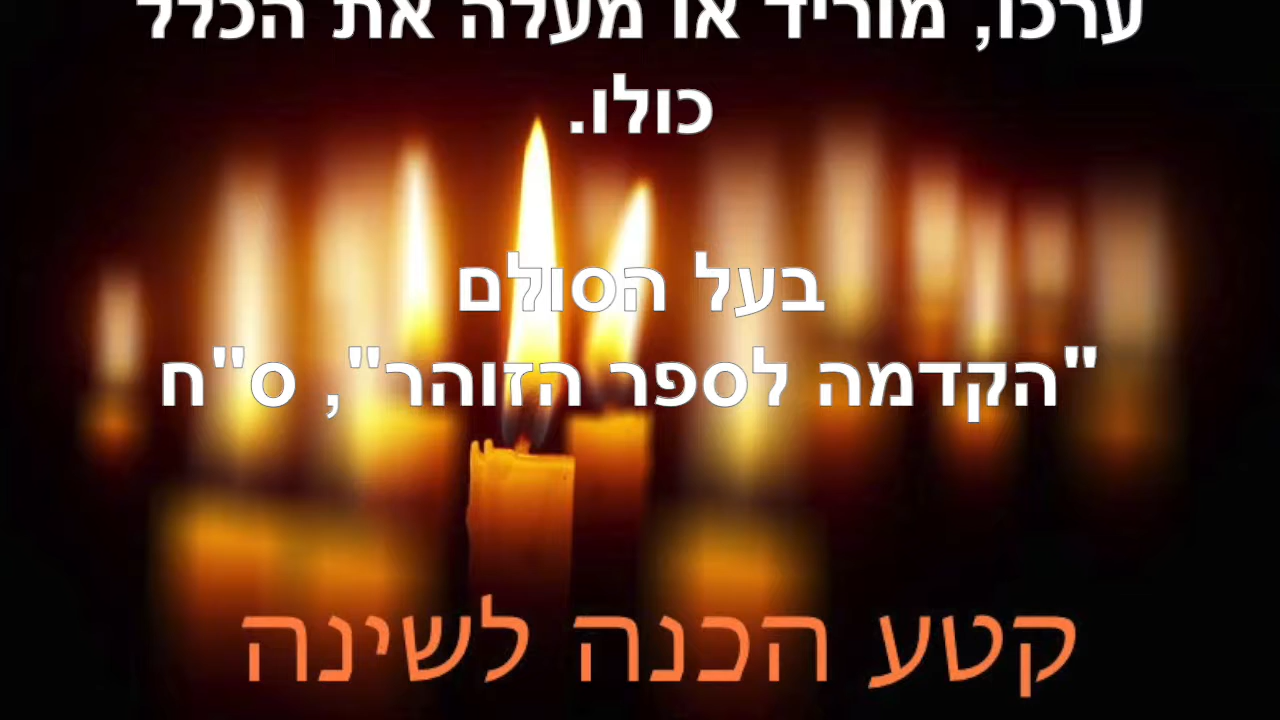 ערכו, מוריד או מעלה את הכלל
כולו.
בעל הסולם
"הקדמה לספר הזוהר", ס"ח
קטע הכנה לשינה